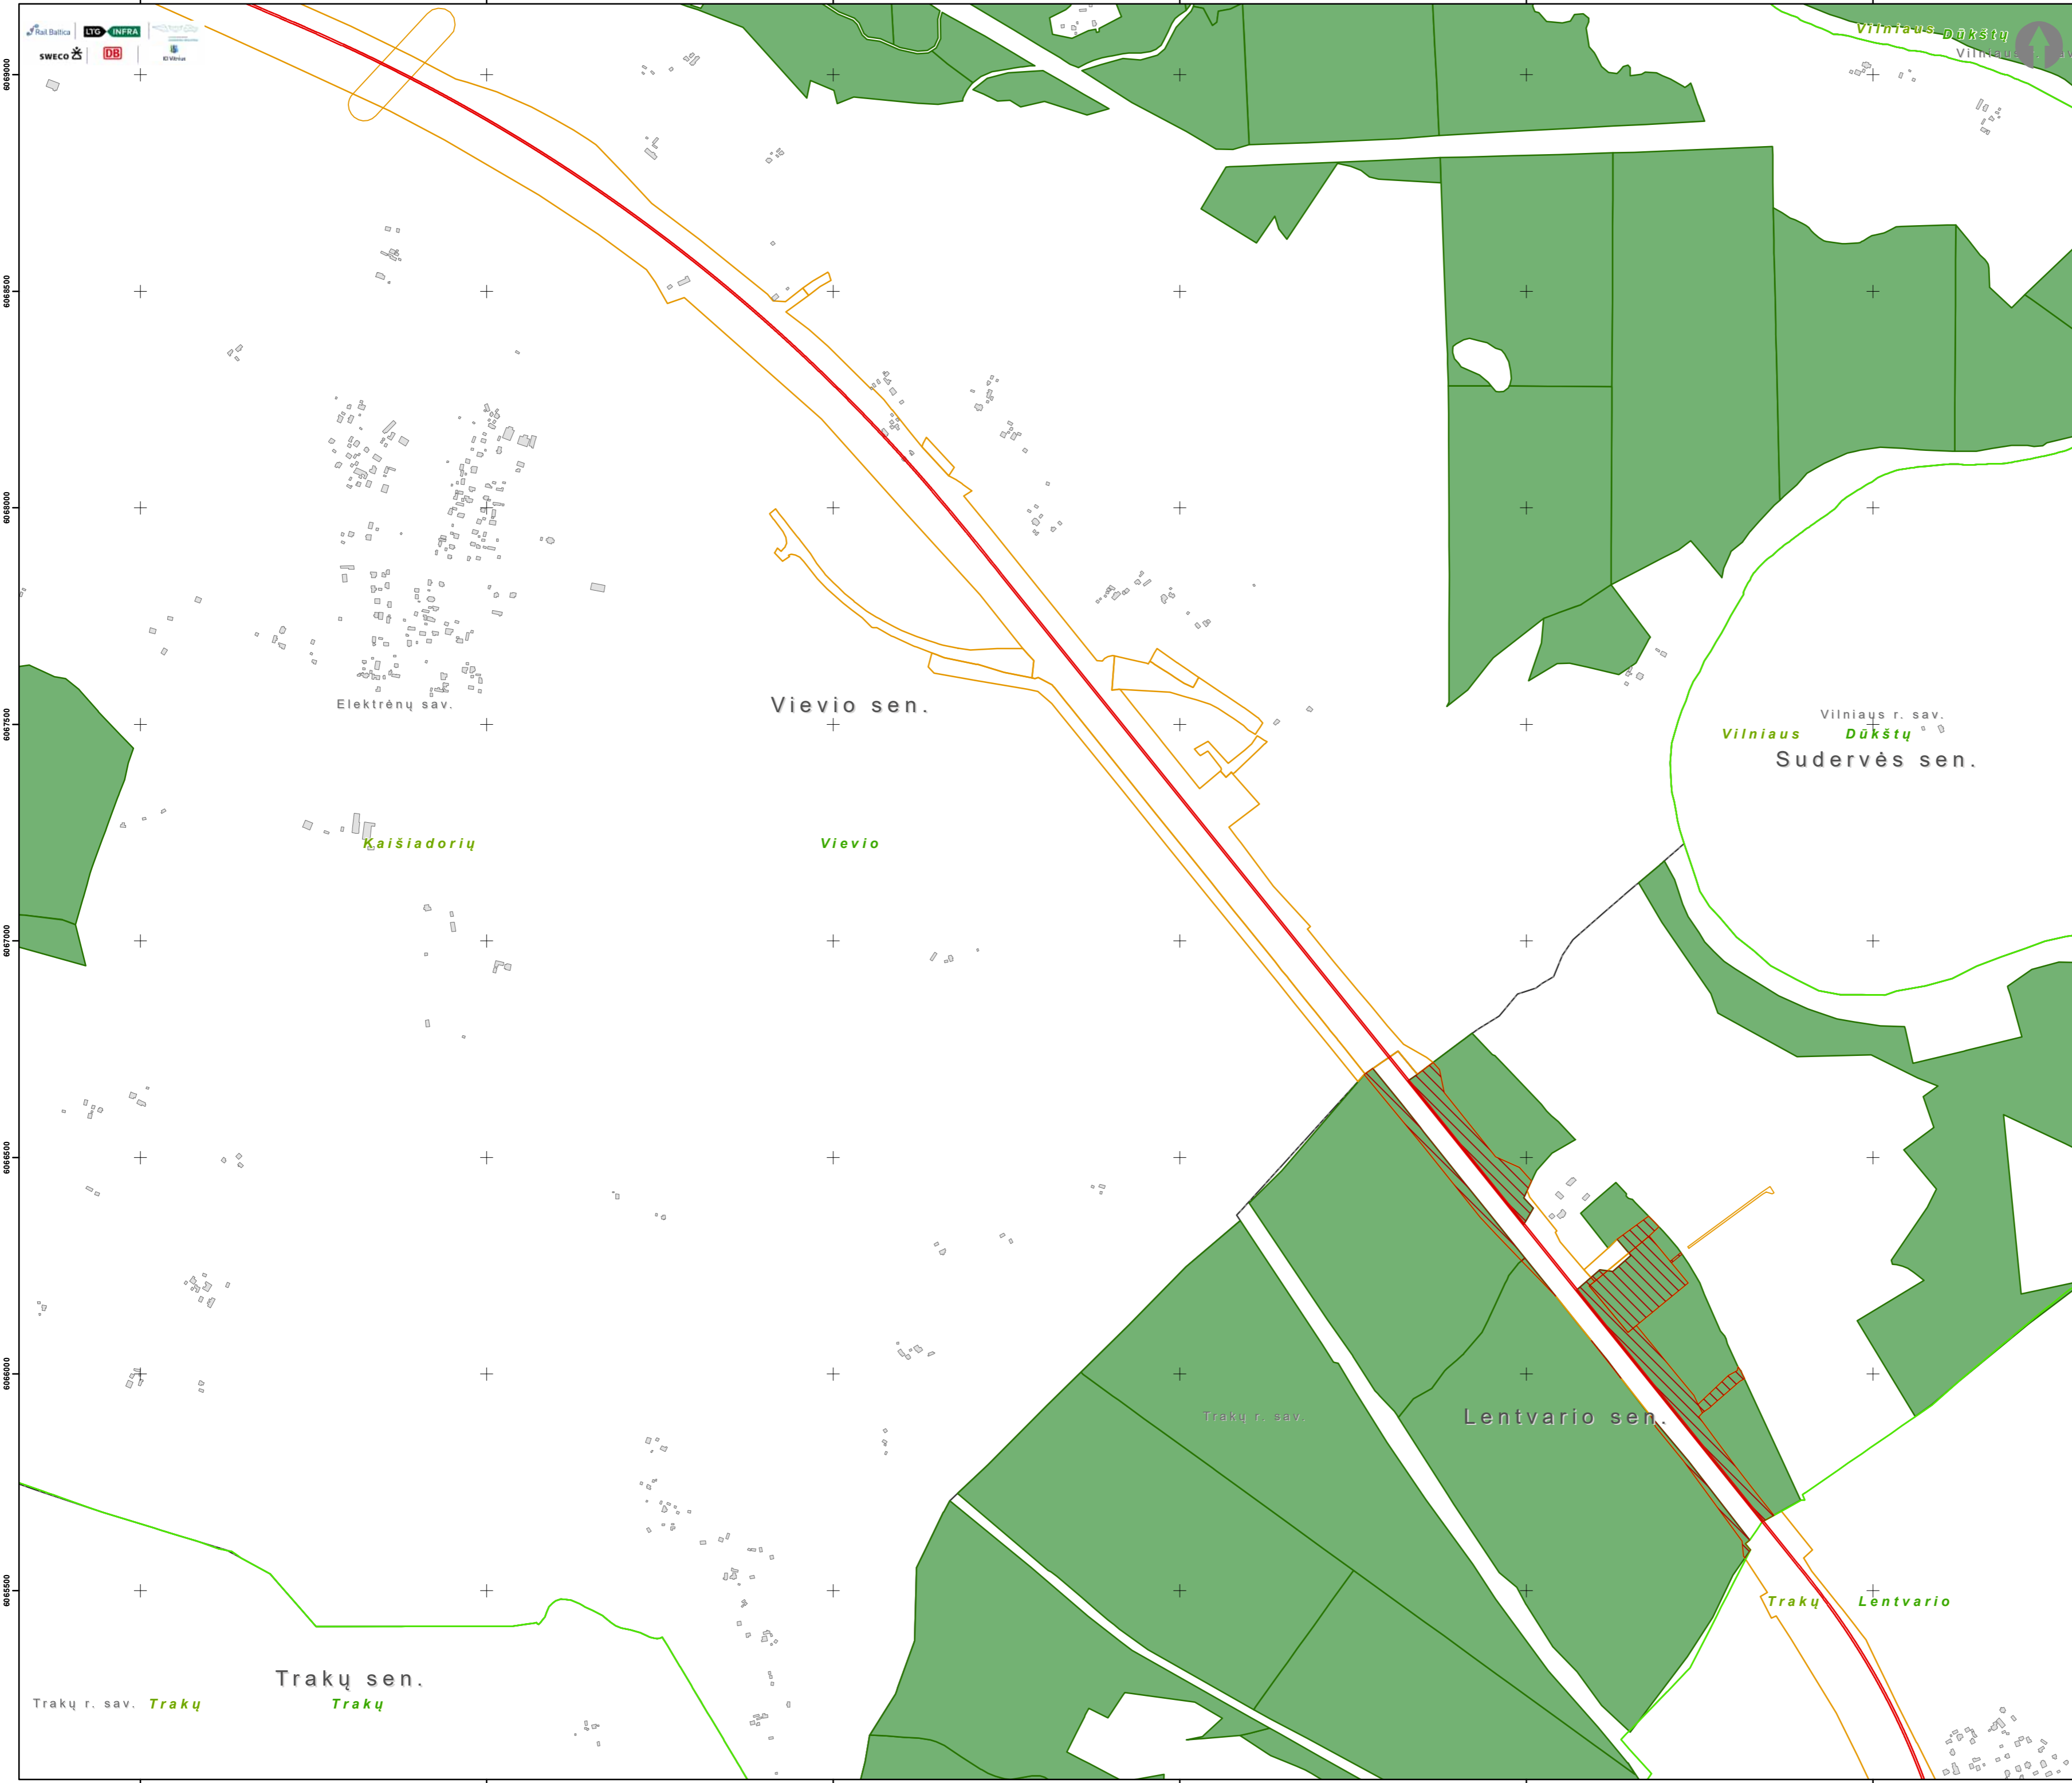 Rail Baltica LTG INFRA
SWECO DB ID Vilnius
Vilniaus Dūkštų
6069000
6068500
6068000
6067500
6067000
6066500
6066000
6065500
Elektrėnų sav.
Vievio sen.
Vilniaus r. sav.
Vilniaus Dūkštų
Sudervės sen.
Kaišiadorių
Vievio
Trakų r. sav.
Lentvario sen.
Trakų Lentvario
Trakų sen.
Trakų r. sav. Trakų Trakų